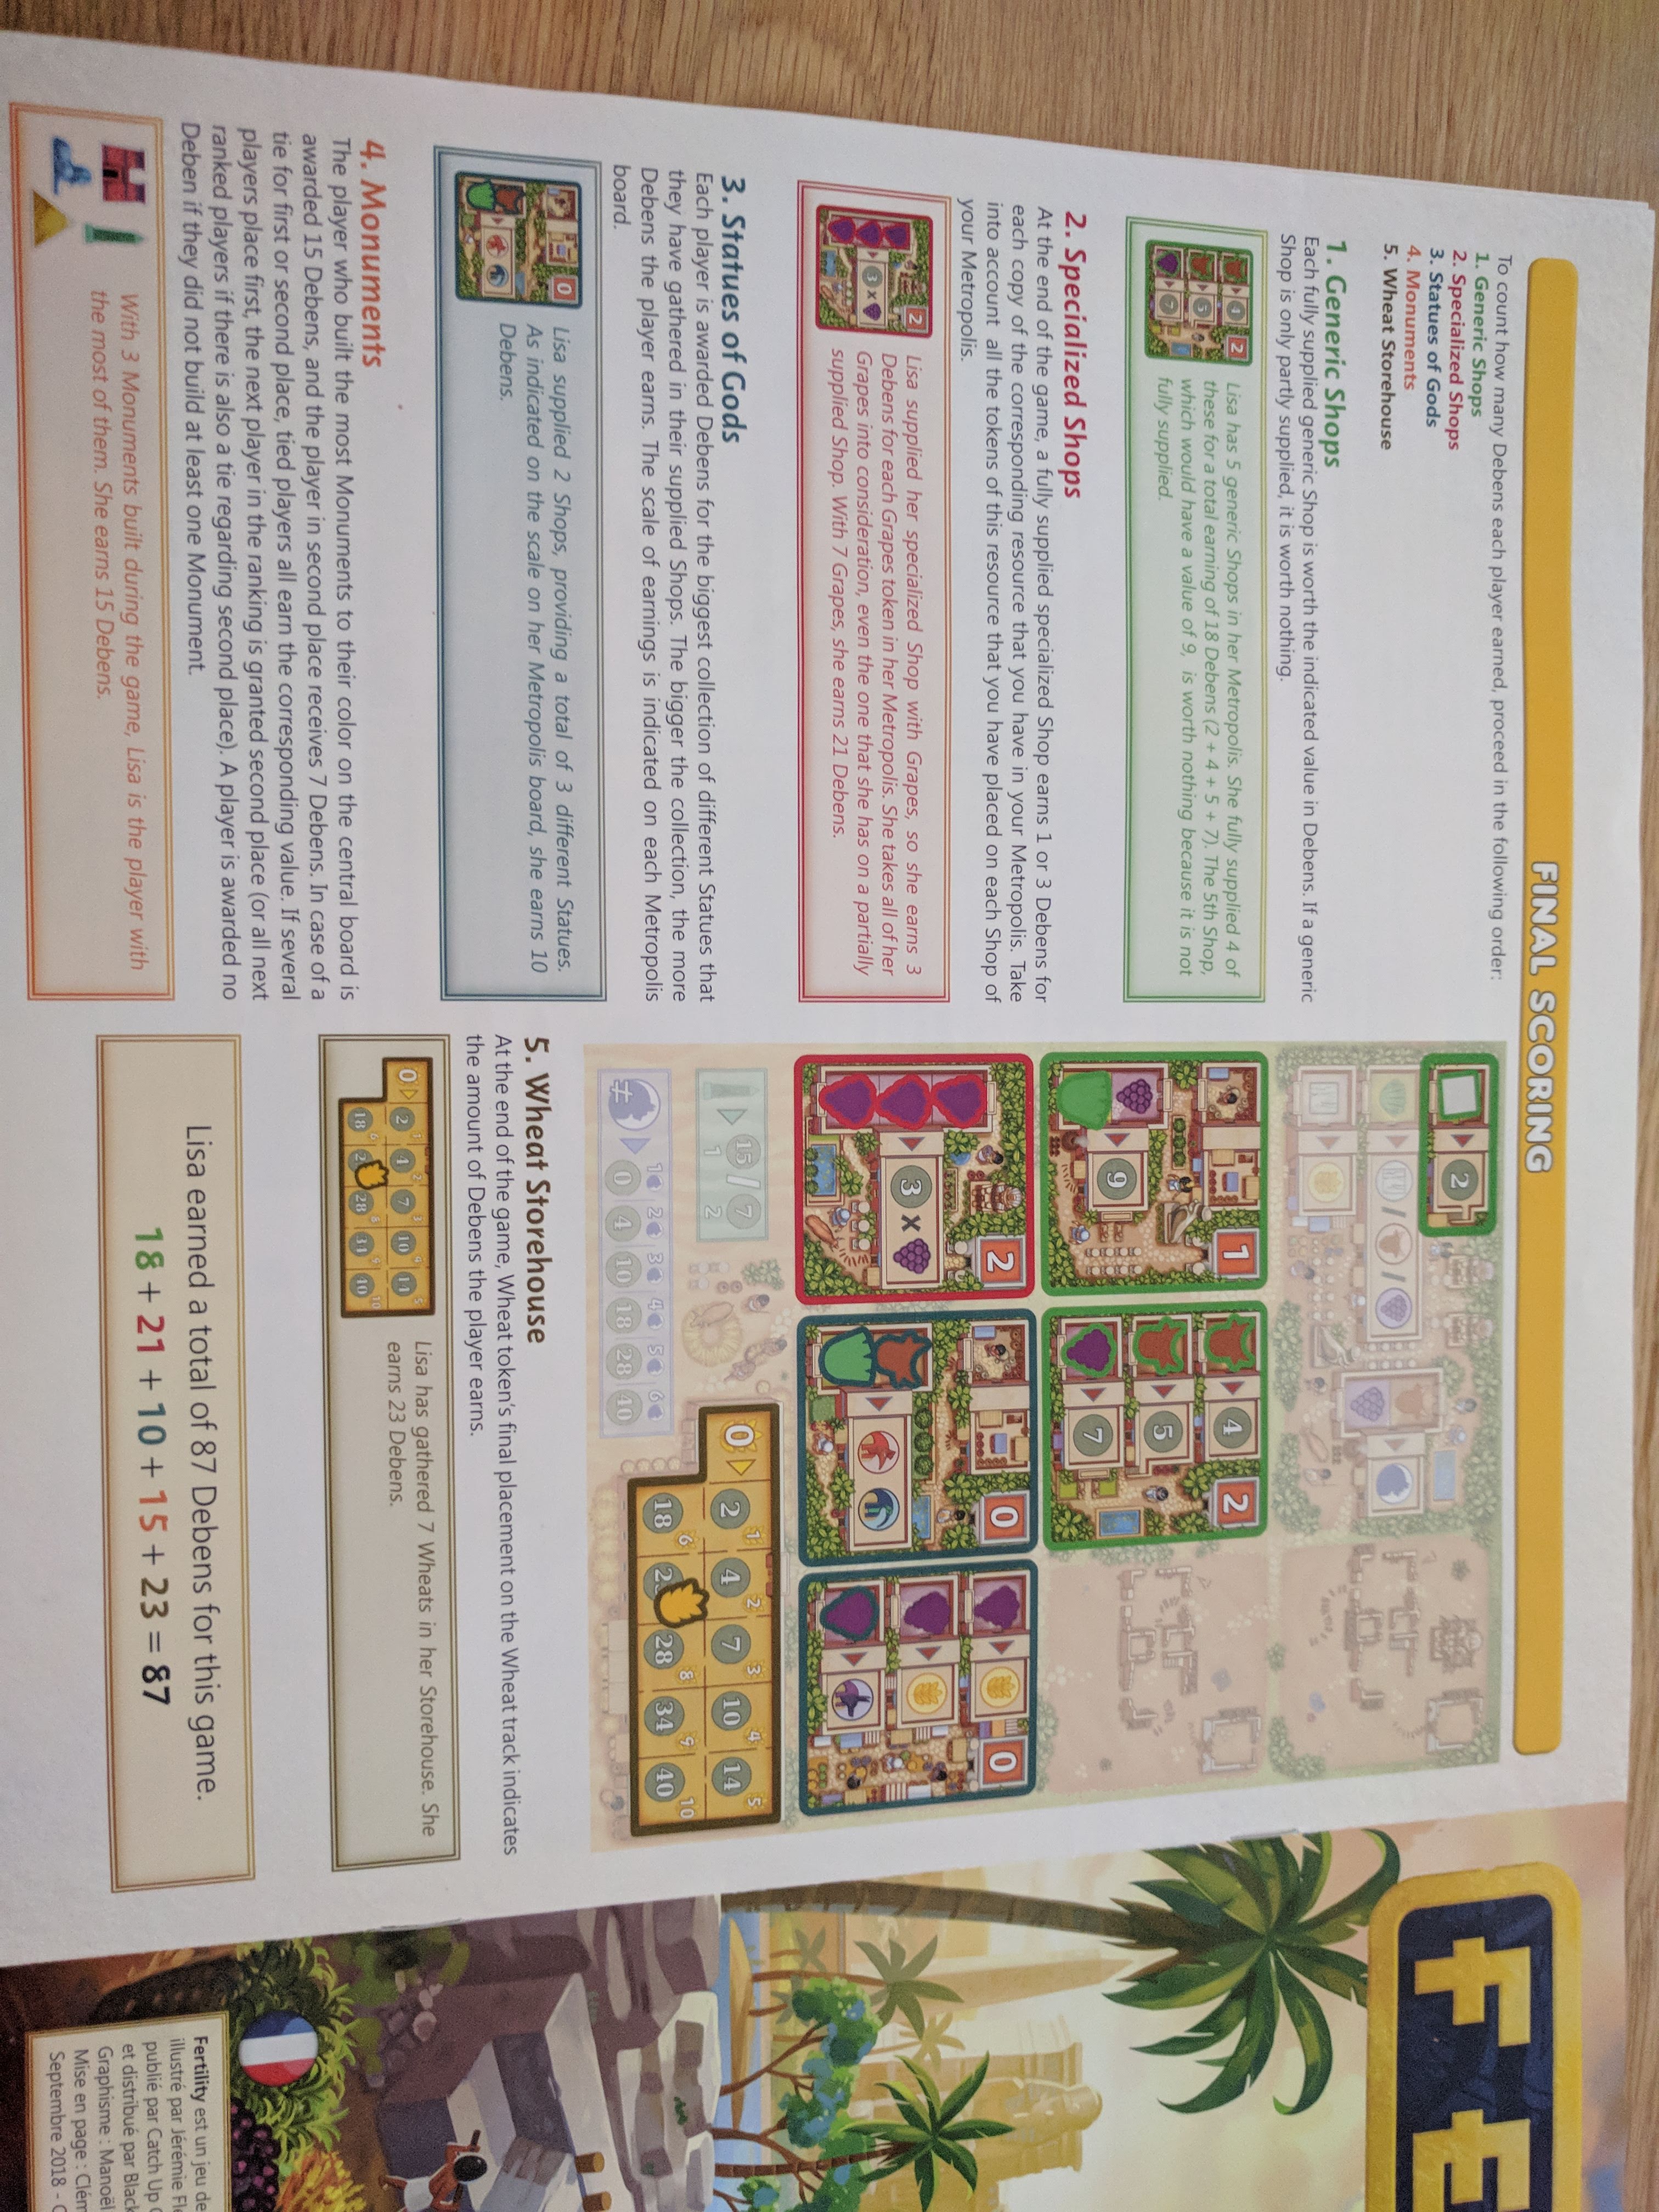 FINAL SCORING
To count how many Debens each player earned, proceed in the following order:
1. Generic Shops
2. Specialized Shops
3. Statues of Gods
4. Monuments
5. Wheat Storehouse
1. Generic Shops
Each fully supplied generic Shop is worth the indicated value in Debens. If a generic
Shop is only partly supplied, it is worth nothing.
4 2
5
7
Lisa has 5 generic Shops in her Metropolis. She fully supplied 4 of
these for a total earning of 18 Debens (2 + 4 + 5 + 7). The 5th Shop,
which would have a value of 9, is worth nothing because it is not
fully supplied.
2. Specialized Shops
At the end of the game, a fully supplied specialized Shop earns 1 or 3 Debens for
each copy of the corresponding resource that you have in your Metropolis. Take
into account all the tokens of this resource that you have placed on each Shop of
your Metropolis.
2
3 x
Lisa supplied her specialized Shop with Grapes, so she earns 3
Debens for each Grapes token in her Metropolis. She takes all of her
Grapes into consideration, even the one that she has on a partially
supplied Shop. With 7 Grapes, she earns 21 Debens.
3. Statues of Gods
Each player is awarded Debens for the biggest collection of different Statues that
they have gathered in their supplied Shops. The bigger the collection, the more
Debens the player earns. The scale of earnings is indicated on each Metropolis
board.
0
Lisa supplied 2 Shops, providing a total of 3 different Statues.
As indicated on the scale on her Metropolis board, she earns 10
Debens.
4. Monuments
The player who built the most Monuments to their color on the central board is
awarded 15 Debens, and the player in second place receives 7 Debens. In case of a
tie for first or second place, tied players all earn the corresponding value. If several
players place first, the next player in the ranking is granted second place (or all next
ranked players if there is also a tie regarding second place). A player is awarded no
Deben if they did not build at least one Monument.
With 3 Monuments built during the game, Lisa is the player with
the most of them. She earns 15 Debens.
2
/ /
1
9
4 2
5
7
2
3 x
0
0
15 / 7
1 2
1 2 3 4 5 6
≠ 0 4 10 18 28 40
1 2 3 4 5
0 2 4 7 10 14
6 8 9 10
18 28 34 40
5. Wheat Storehouse
At the end of the game, Wheat token's final placement on the Wheat track indicates
the amount of Debens the player earns.
1 2 3 4 5
0 2 4 7 10 14
6 8 9 10
18 28 34 40
Lisa has gathered 7 Wheats in her Storehouse. She
earns 23 Debens.
Lisa earned a total of 87 Debens for this game.
18 + 21 + 10 + 15 + 23 = 87
F E
Fertility est un jeu de
illustré par Jérémie
publié par Catch Up
et distribué par Black
Graphisme : Manoël
Mise en page :
Septembre 2018 -